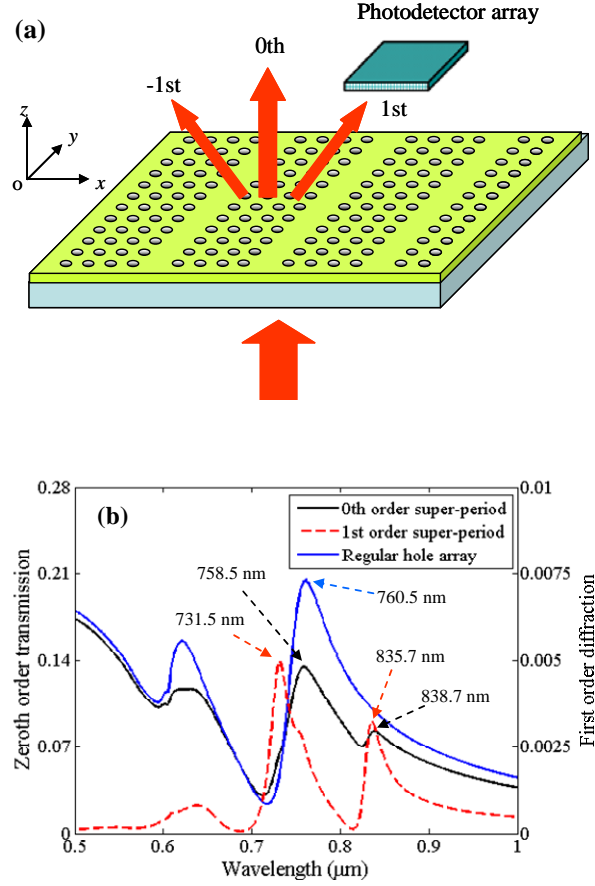 (a)
Photodetector array
0th
-1st
1st
z
y
o
x
(b)
0th order super-period
1st order super-period
Regular hole array
758.5 nm
760.5 nm
731.5 nm
835.7 nm
838.7 nm
Zeroth order transmission
0.28
0.21
0.14
0.07
0
First order diffraction
0.01
0.0075
0.005
0.0025
0
0.5
0.6
0.7
0.8
0.9
1
Wavelength (μm)